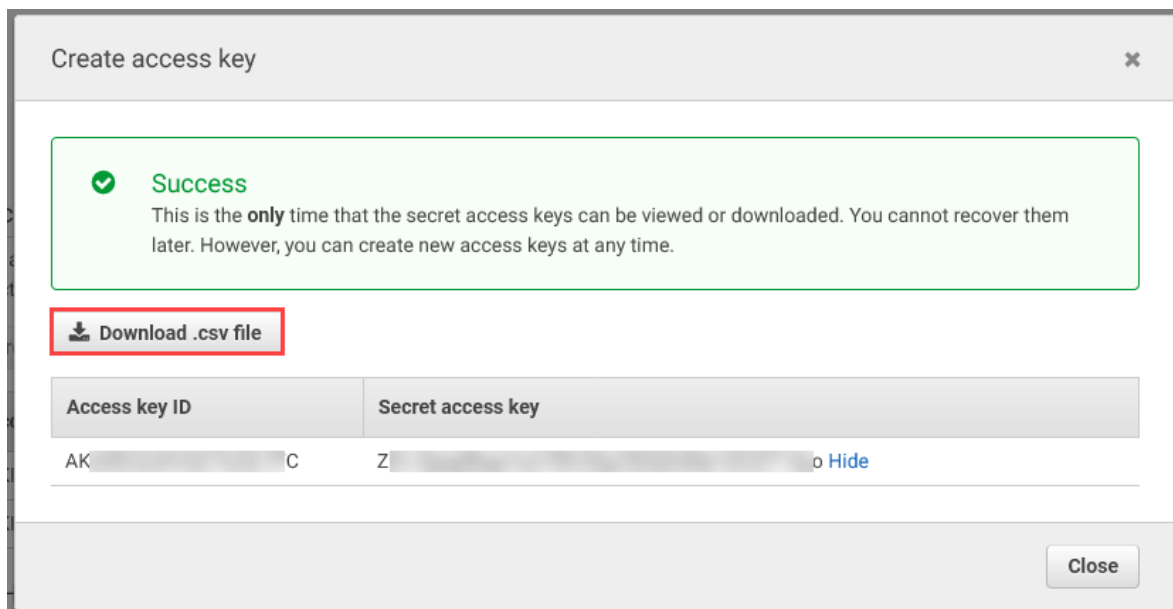 Create access key
Success
This is the only time that the secret access keys can be viewed or downloaded. You cannot recover them
later. However, you can create new access keys at any time.
Download .csv file
Access key ID Secret access key
AK C Z o Hide
Close